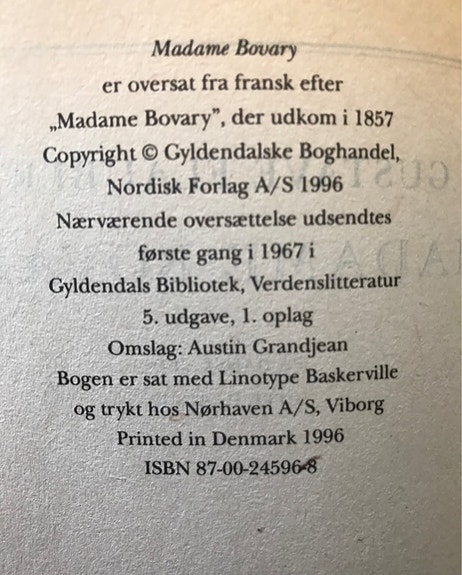 Madame Bovary
er oversat fra fransk efter
„Madame Bovary”, der udkom i 1857
Copyright © Gyldendalske Boghandel,
Nordisk Forlag A/S 1996
Nærværende oversættelse udsendtes
første gang i 1967 i
Gyldendals Bibliotek, Verdenslitteratur
5. udgave, 1. oplag
Omslag: Austin Grandjean
Bogen er sat med Linotype Baskerville
og trykt hos Nørhaven A/S, Viborg
Printed in Denmark 1996
ISBN 87-00-24596-8